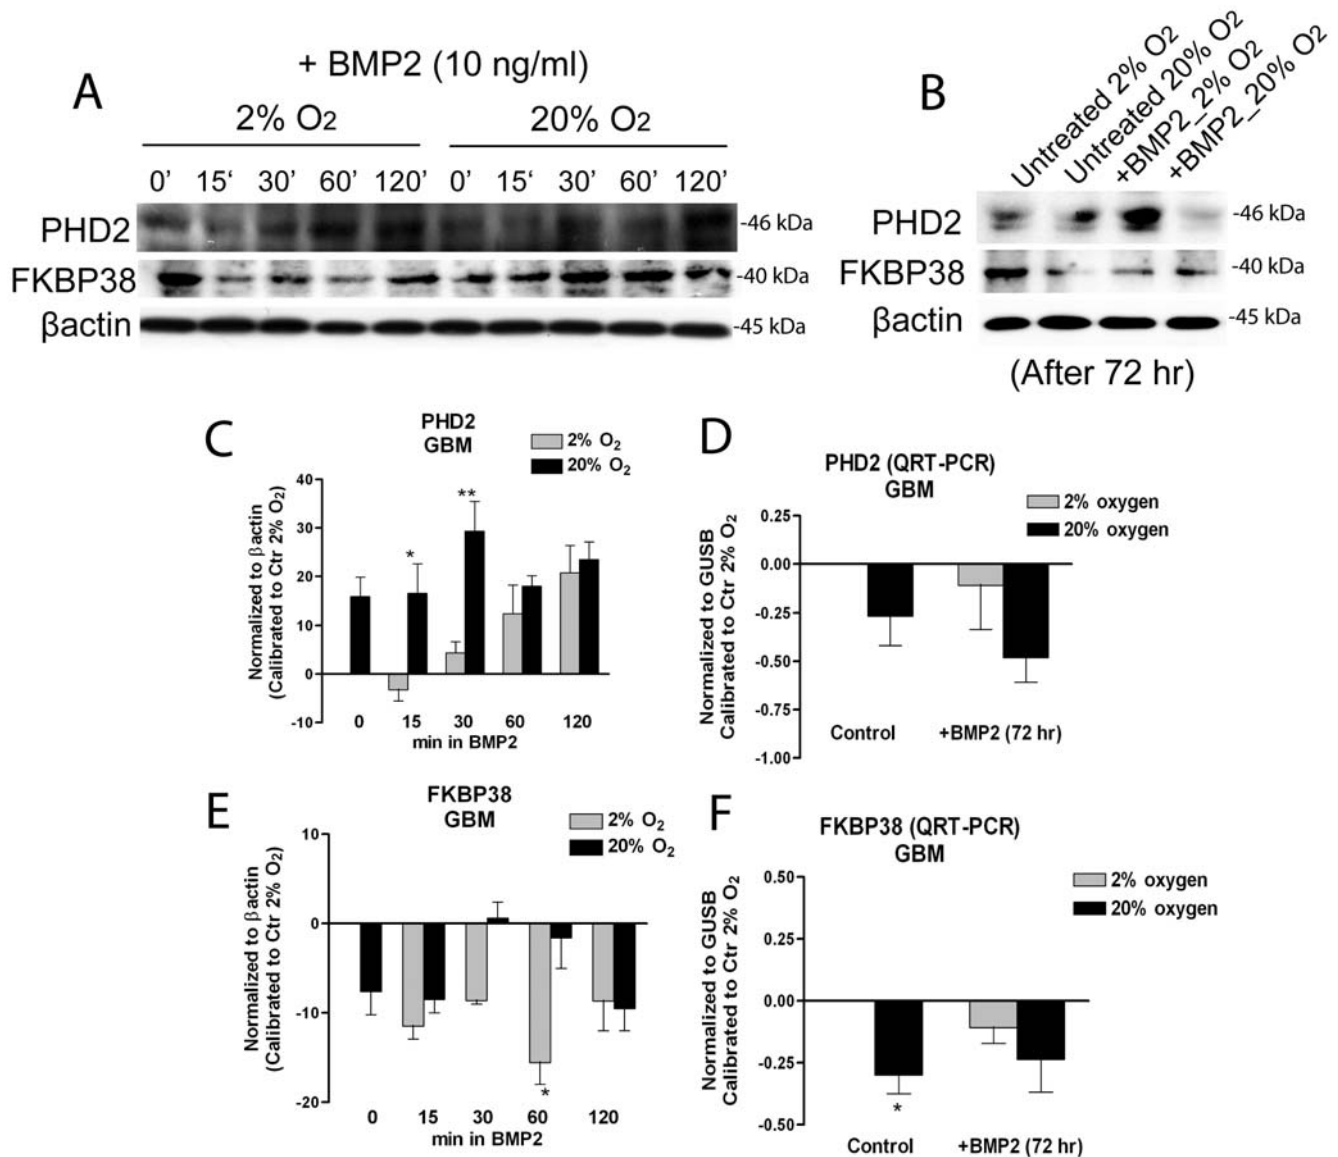 A
+ BMP2 (10 ng/ml)
2% O2
20% O2
0' 15' 30' 60' 120' 0' 15' 30' 60' 120'
PHD2
-46 kDa
FKBP38
-40 kDa
βactin
-45 kDa
B
Untreated 2% O2
Untreated 20% O2
+BMP2_2% O2
+BMP2_20% O2
PHD2
-46 kDa
FKBP38
-40 kDa
βactin
-45 kDa
(After 72 hr)
C
PHD2
GBM
2% O2
20% O2
Normalized to βactin
(Calibrated to Ctr 2% O2)
40
30
20
10
0
-10
*
**
0 15 30 60 120
min in BMP2
D
PHD2 (QRT-PCR)
GBM
2% oxygen
20% oxygen
Normalized to GUSB
Calibrated to Ctr 2% O2
0.25
0.00
-0.25
-0.50
-0.75
-1.00
Control +BMP2 (72 hr)
E
FKBP38
GBM
2% O2
20% O2
Normalized to βactin
(Calibrated to Ctr 2% O2)
10
0
-10
-20
*
0 15 30 60 120
min in BMP2
F
FKBP38 (QRT-PCR)
GBM
2% oxygen
20% oxygen
Normalized to GUSB
Calibrated to Ctr 2% O2
0.50
0.25
0.00
-0.25
-0.50
*
Control +BMP2 (72 hr)